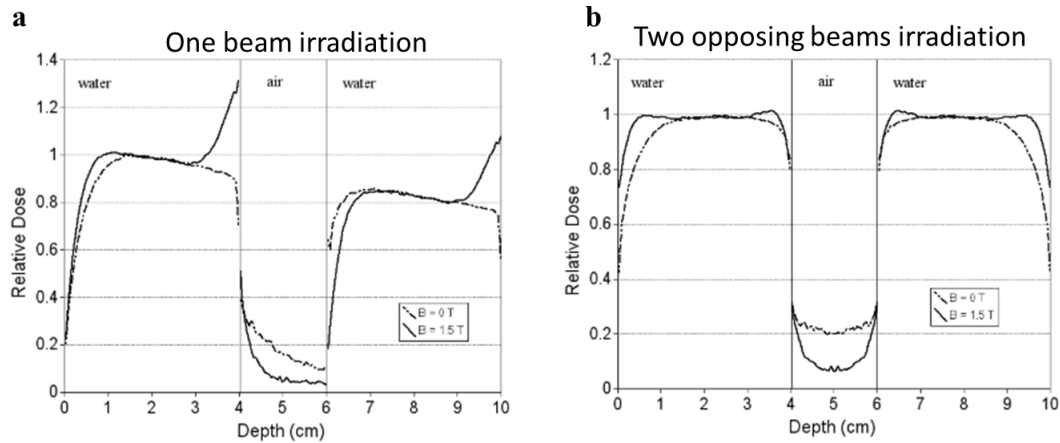 a
One beam irradiation
1.4
1.2
1
0.8
0.6
0.4
0.2
0
Relative Dose
water
air
water
B = 0 T
B = 1.5 T
0 1 2 3 4 5 6 7 8 9 10
Depth (cm)
b
Two opposing beams irradiation
1.2
1
0.8
0.6
0.4
0.2
0
Relative Dose
water
air
water
B = 0 T
B = 1.5T
0 1 2 3 4 5 6 7 8 9 10
Depth (cm)